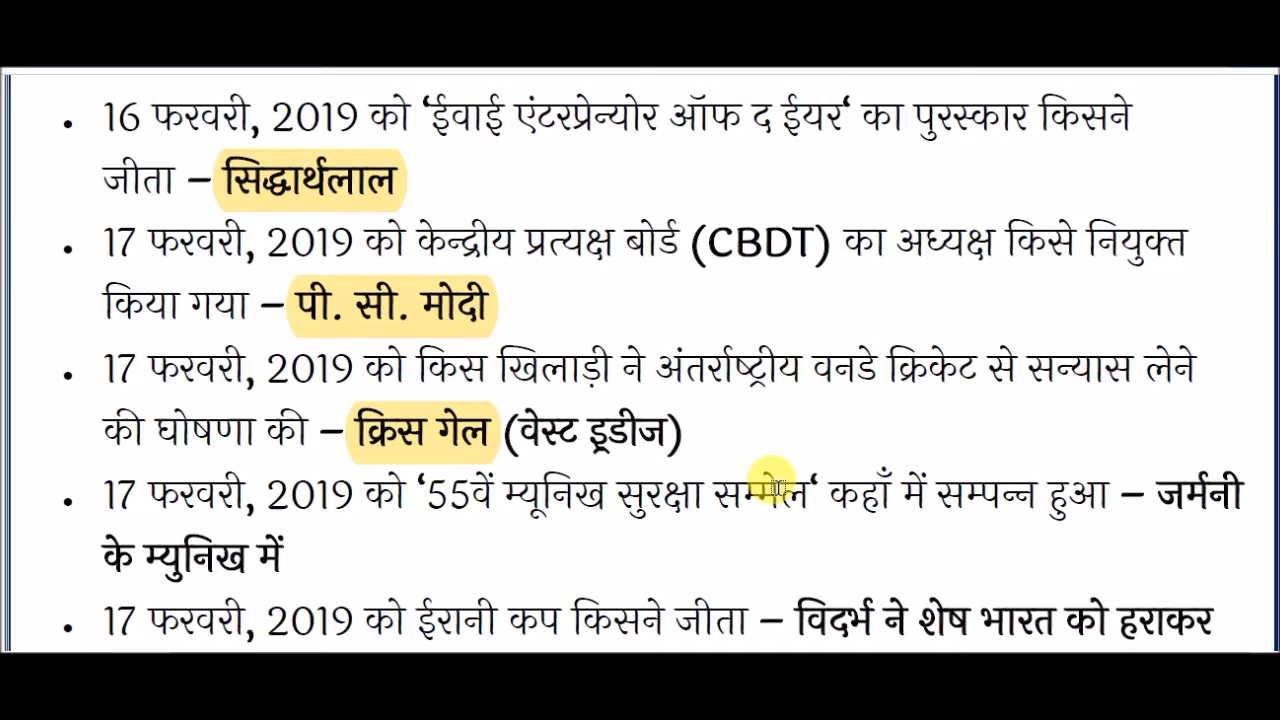 • 16 फरवरी, 2019 को ‘ईवाई एंटरप्रेन्योर ऑफ द ईयर‘ का पुरस्कार किसने
जीता – सिद्धार्थलाल
• 17 फरवरी, 2019 को केन्द्रीय प्रत्यक्ष बोर्ड (CBDT) का अध्यक्ष किसे नियुक्त
किया गया – पी. सी. मोदी
• 17 फरवरी, 2019 को किस खिलाड़ी ने अंतर्राष्ट्रीय वनडे क्रिकेट से सन्यास लेने
की घोषणा की – क्रिस गेल (वेस्ट इ्रडीज)
• 17 फरवरी, 2019 को ‘55वें म्यूनिख सुरक्षा सम्मेल‘ कहाँ में सम्पन्न हुआ – जर्मनी
के म्युनिख में
• 17 फरवरी, 2019 को ईरानी कप किसने जीता – विदर्भ ने शेष भारत को हराकर